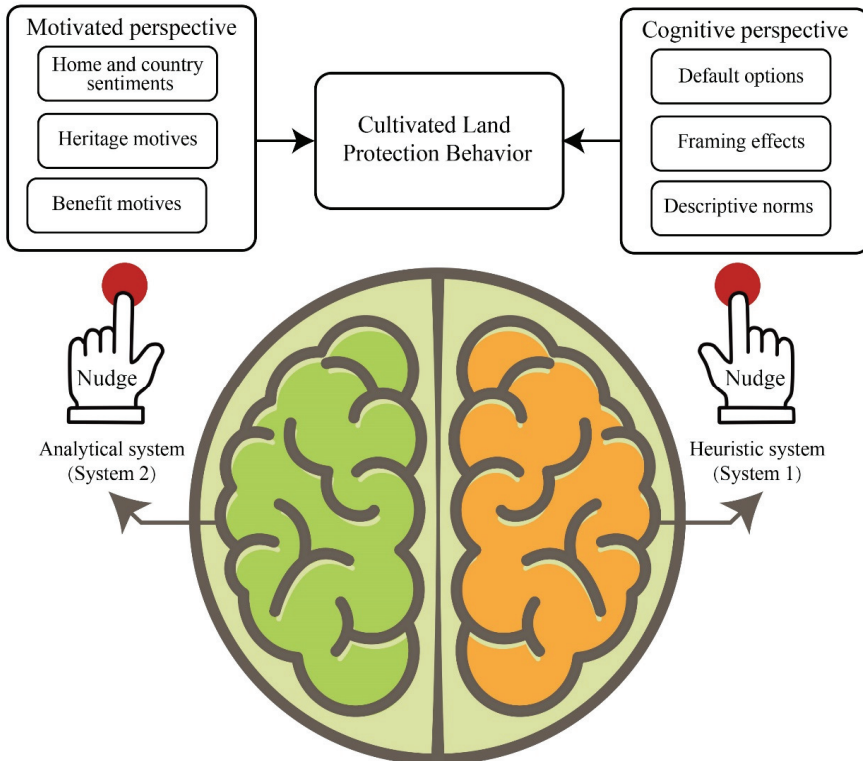 Motivated perspective
Home and country
sentiments
Heritage motives
Benefit motives
Cultivated Land
Protection Behavior
Cognitive perspective
Default options
Framing effects
Descriptive norms
Nudge
Analytical system
(System 2)
Nudge
Heuristic system
(System 1)